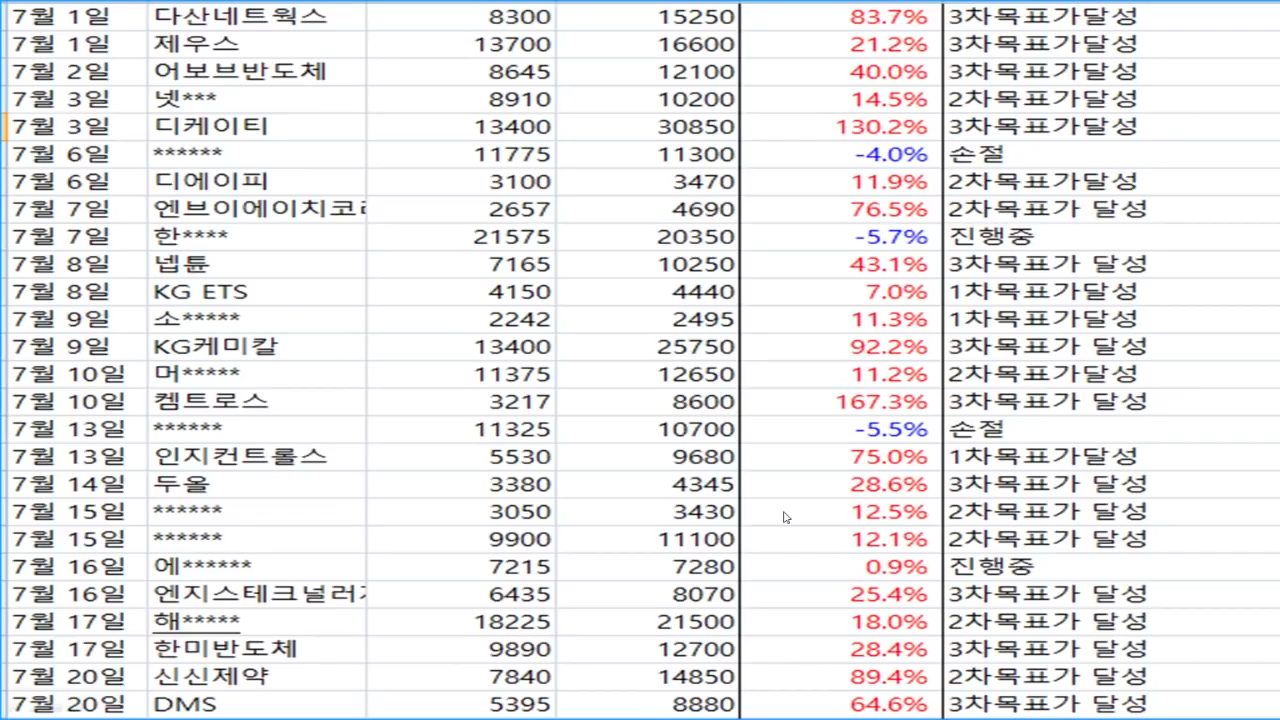 7월 1일 다산네트웍스 8300 15250 83.7% 3차목표가달성
7월 1일 제우스 13700 16600 21.2% 3차목표가달성
7월 2일 어보브반도체 8645 12100 40.0% 3차목표가달성
7월 3일 넷*** 8910 10200 14.5% 2차목표가달성
7월 3일 디케이티 13400 30850 130.2% 3차목표가달성
7월 6일 ****** 11775 11300 -4.0% 손절
7월 6일 디에이피 3100 3470 11.9% 2차목표가달성
7월 7일 엔브이에이치코 2657 4690 76.5% 2차목표가 달성
7월 7일 한**** 21575 20350 -5.7% 진행중
7월 8일 넵튠 7165 10250 43.1% 3차목표가 달성
7월 8일 KG ETS 4150 4440 7.0% 1차목표가달성
7월 9일 소***** 2242 2495 11.3% 1차목표가달성
7월 9일 KG케미칼 13400 25750 92.2% 3차목표가 달성
7월 10일 머***** 11375 12650 11.2% 2차목표가달성
7월 10일 켐트로스 3217 8600 167.3% 3차목표가 달성
7월 13일 ****** 11325 10700 -5.5% 손절
7월 13일 인지컨트롤스 5530 9680 75.0% 1차목표가달성
7월 14일 두올 3380 4345 28.6% 3차목표가 달성
7월 15일 ****** 3050 3430 12.5% 2차목표가 달성
7월 15일 ****** 9900 11100 12.1% 2차목표가 달성
7월 16일 에****** 7215 7280 0.9% 진행중
7월 16일 엔지스테크널러 6435 8070 25.4% 3차목표가 달성
7월 17일 해***** 18225 21500 18.0% 2차목표가 달성
7월 17일 한미반도체 9890 12700 28.4% 3차목표가 달성
7월 20일 신신제약 7840 14850 89.4% 2차목표가 달성
7월 20일 DMS 5395 8880 64.6% 3차목표가 달성